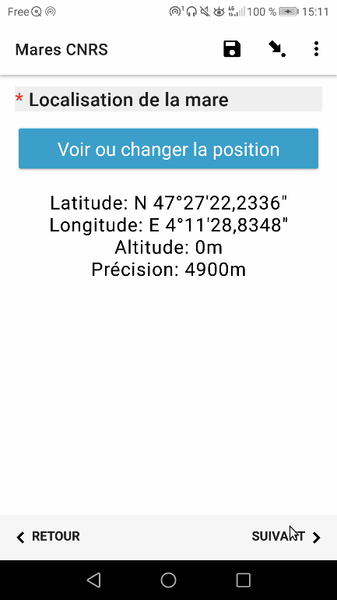 Free 100 % 15:11
Mares CNRS
* Localisation de la mare
Voir ou changer la position
Latitude: N 47°27'22,2336"
Longitude: E 4°11'28,8348"
Altitude: 0m
Précision: 4900m
RETOUR SUIVANT